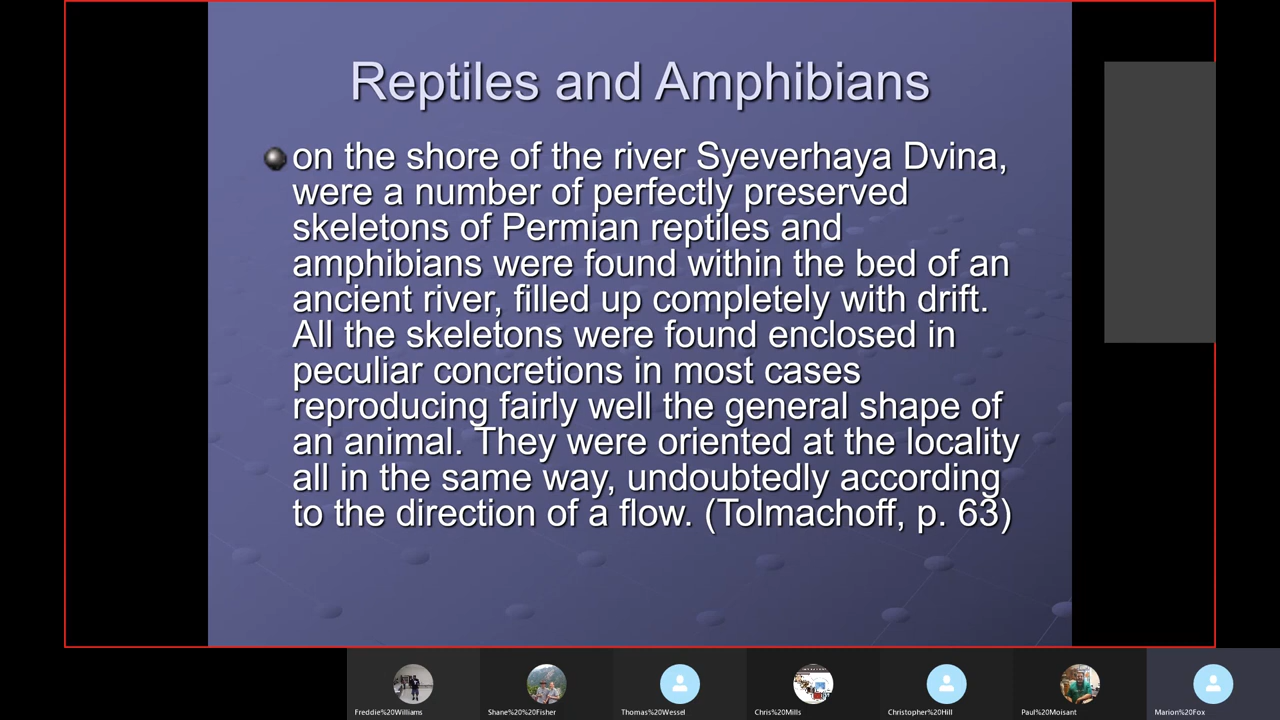 Reptiles and Amphibians
on the shore of the river Syeverhaya Dvina,
were a number of perfectly preserved
skeletons of Permian reptiles and
amphibians were found within the bed of an
ancient river, filled up completely with drift.
All the skeletons were found enclosed in
peculiar concretions in most cases
reproducing fairly well the general shape of
an animal. They were oriented at the locality
all in the same way, undoubtedly according
to the direction of a flow. (Tolmachoff, p. 63)
Freddie%20Williams
Shane%20%20Fisher
Thomas%20Wessel
Chris%20Mills
Christopher%20Hill
Paul%20Moisant
Marion%20Fox